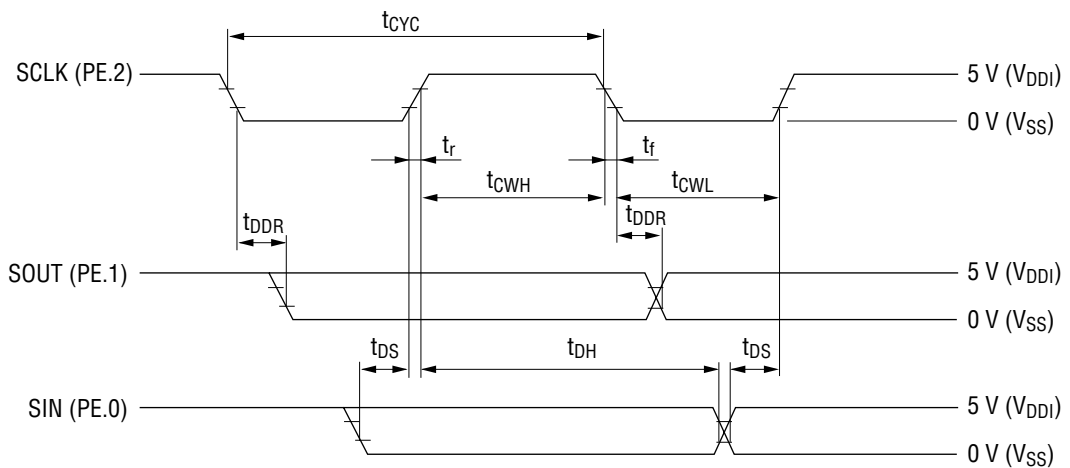 tCYC
SCLK (PE.2)
5 V (VDDI)
0 V (VSS)
tr
tf
tCWH
tCWL
tDDR
tDDR
SOUT (PE.1)
5 V (VDDI)
0 V (VSS)
tDS
tDH
tDS
SIN (PE.0)
5 V (VDDI)
0 V (VSS)